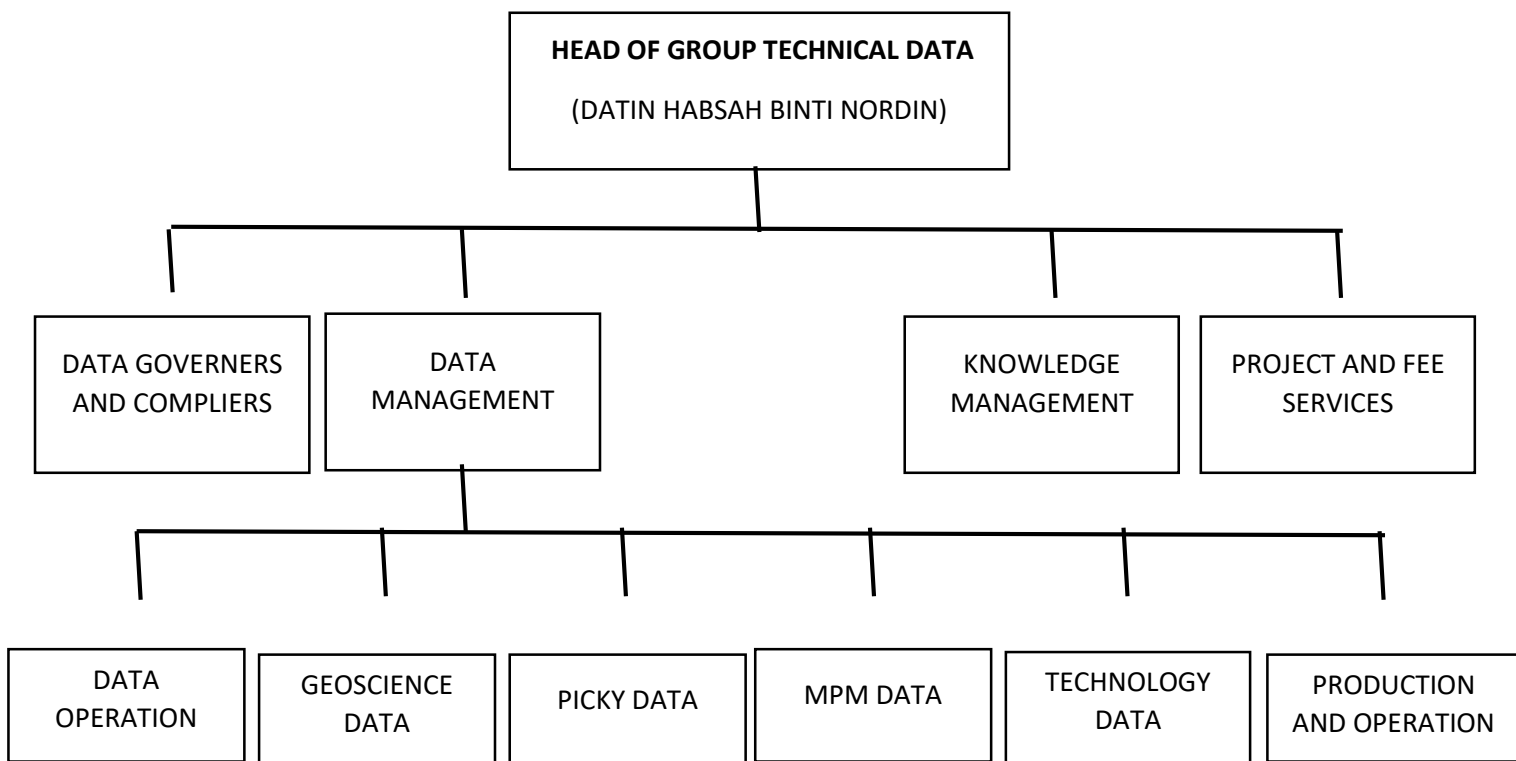 HEAD OF GROUP TECHNICAL DATA
(DATIN HABSAH BINTI NORDIN)
DATA GOVERNERS
AND COMPLIERS
DATA
MANAGEMENT
KNOWLEDGE
MANAGEMENT
PROJECT AND FEE
SERVICES
DATA
OPERATION
GEOSCIENCE
DATA
PICKY DATA
MPM DATA
TECHNOLOGY
DATA
PRODUCTION
AND OPERATION